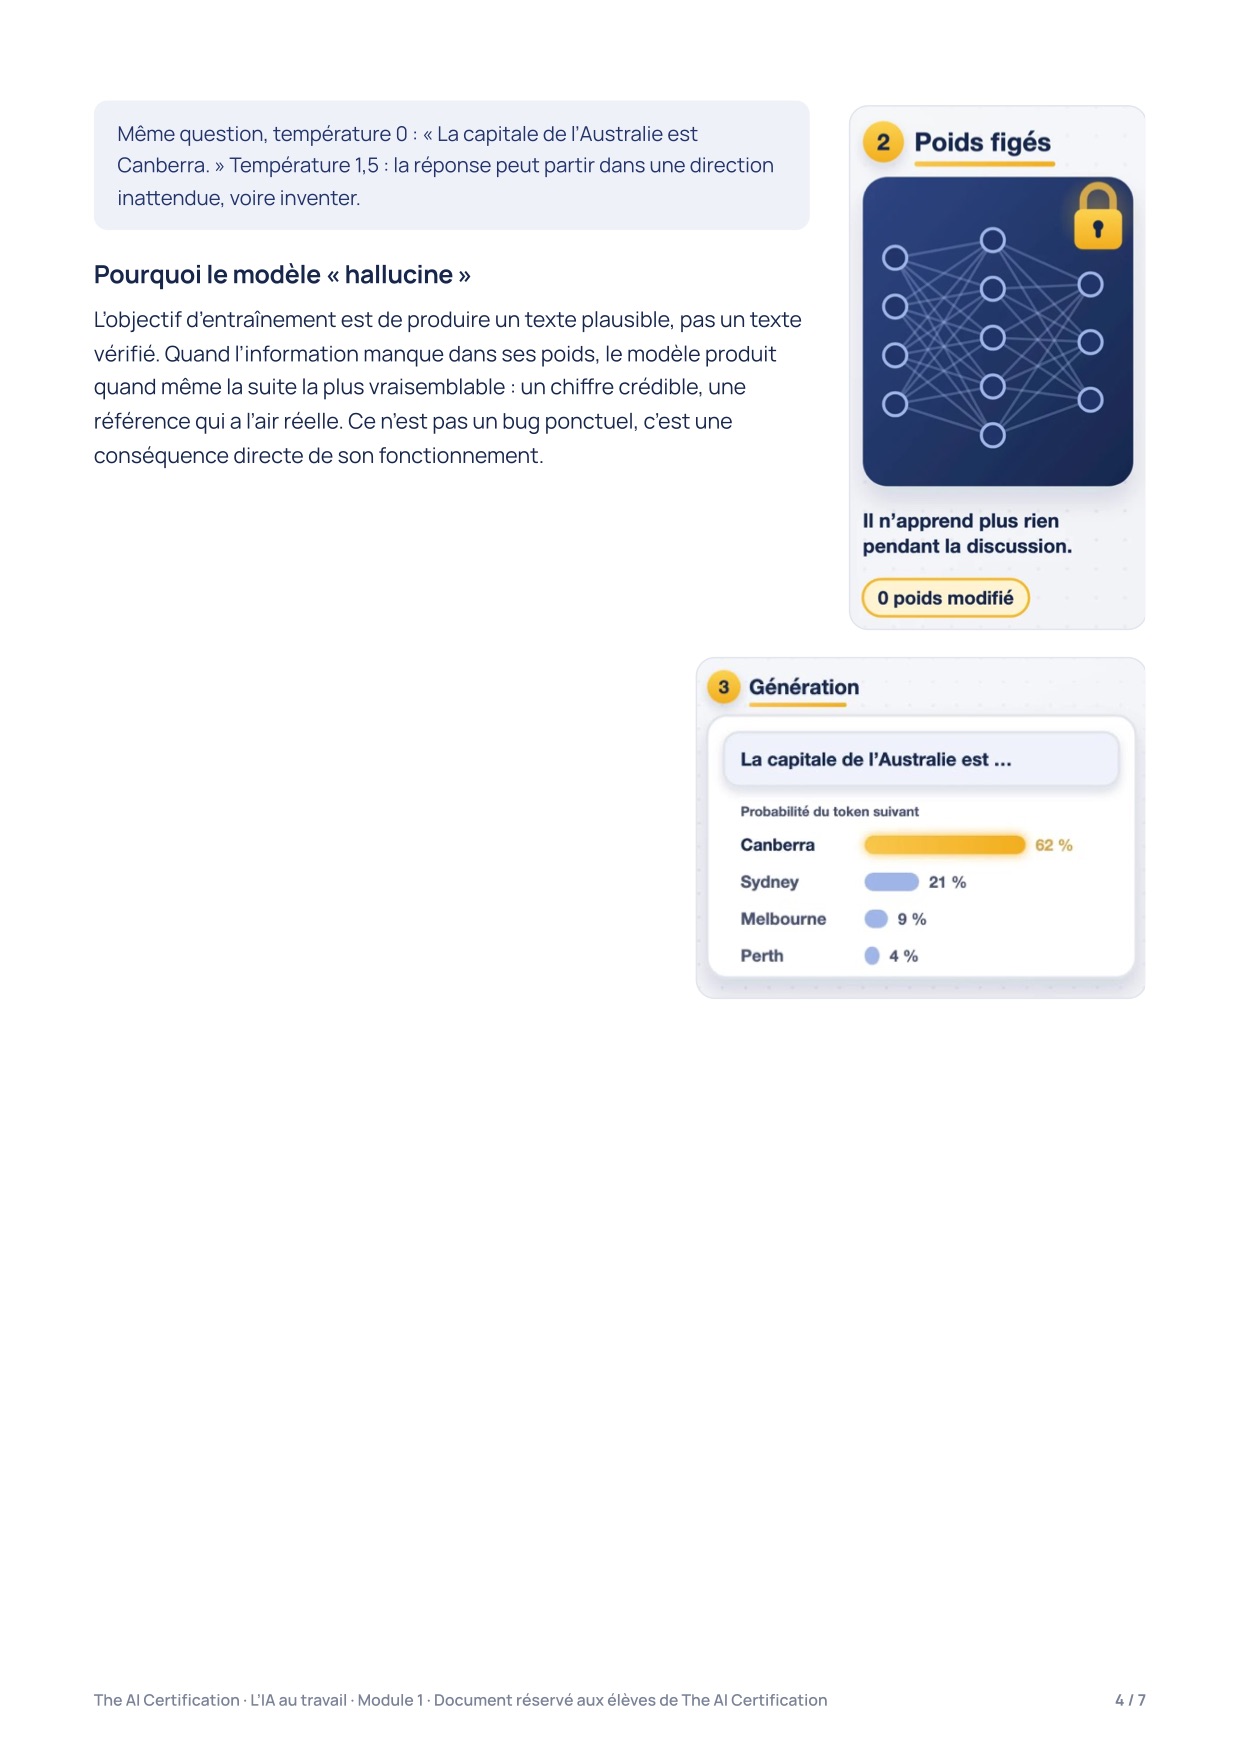 Même question, température 0 : « La capitale de l’Australie est
Canberra. » Température 1,5 : la réponse peut partir dans une direction
inattendue, voire inventer.
Pourquoi le modèle « hallucine »
L’objectif d’entraînement est de produire un texte plausible, pas un texte
vérifié. Quand l’information manque dans ses poids, le modèle produit
quand même la suite la plus vraisemblable : un chiffre crédible, une
référence qui a l’air réelle. Ce n’est pas un bug ponctuel, c’est une
conséquence directe de son fonctionnement.
2 Poids figés
Il n’apprend plus rien
pendant la discussion.
0 poids modifié
3 Génération
La capitale de l’Australie est ...
Probabilité du token suivant
Canberra 62 %
Sydney 21 %
Melbourne 9 %
Perth 4 %
The AI Certification · L’IA au travail · Module 1 · Document réservé aux élèves de The AI Certification 4 / 7